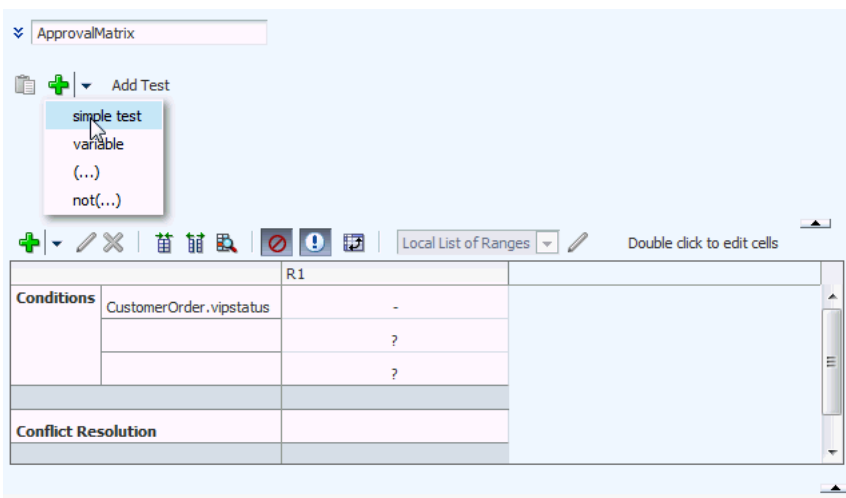 ApprovalMatrix
Add Test
simple test
variable
(...)
not(...)
Local List of Ranges
Double click to edit cells
R1
Conditions
CustomerOrder.vipstatus
-
?
?
Conflict Resolution